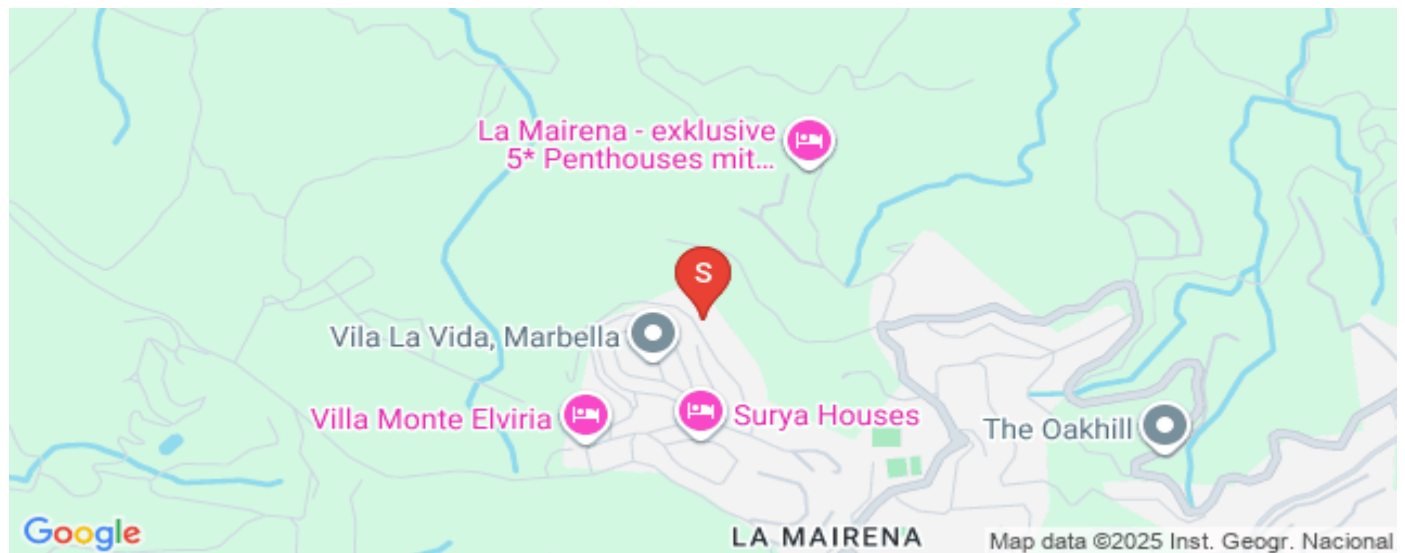 La Mairena - exklusive
5* Penthouses mit...
S
Vila La Vida, Marbella
Villa Monte Elviria
Surya Houses
The Oakhill
Google
LA MAIRENA
Map data ©2025 Inst. Geogr. Nacional